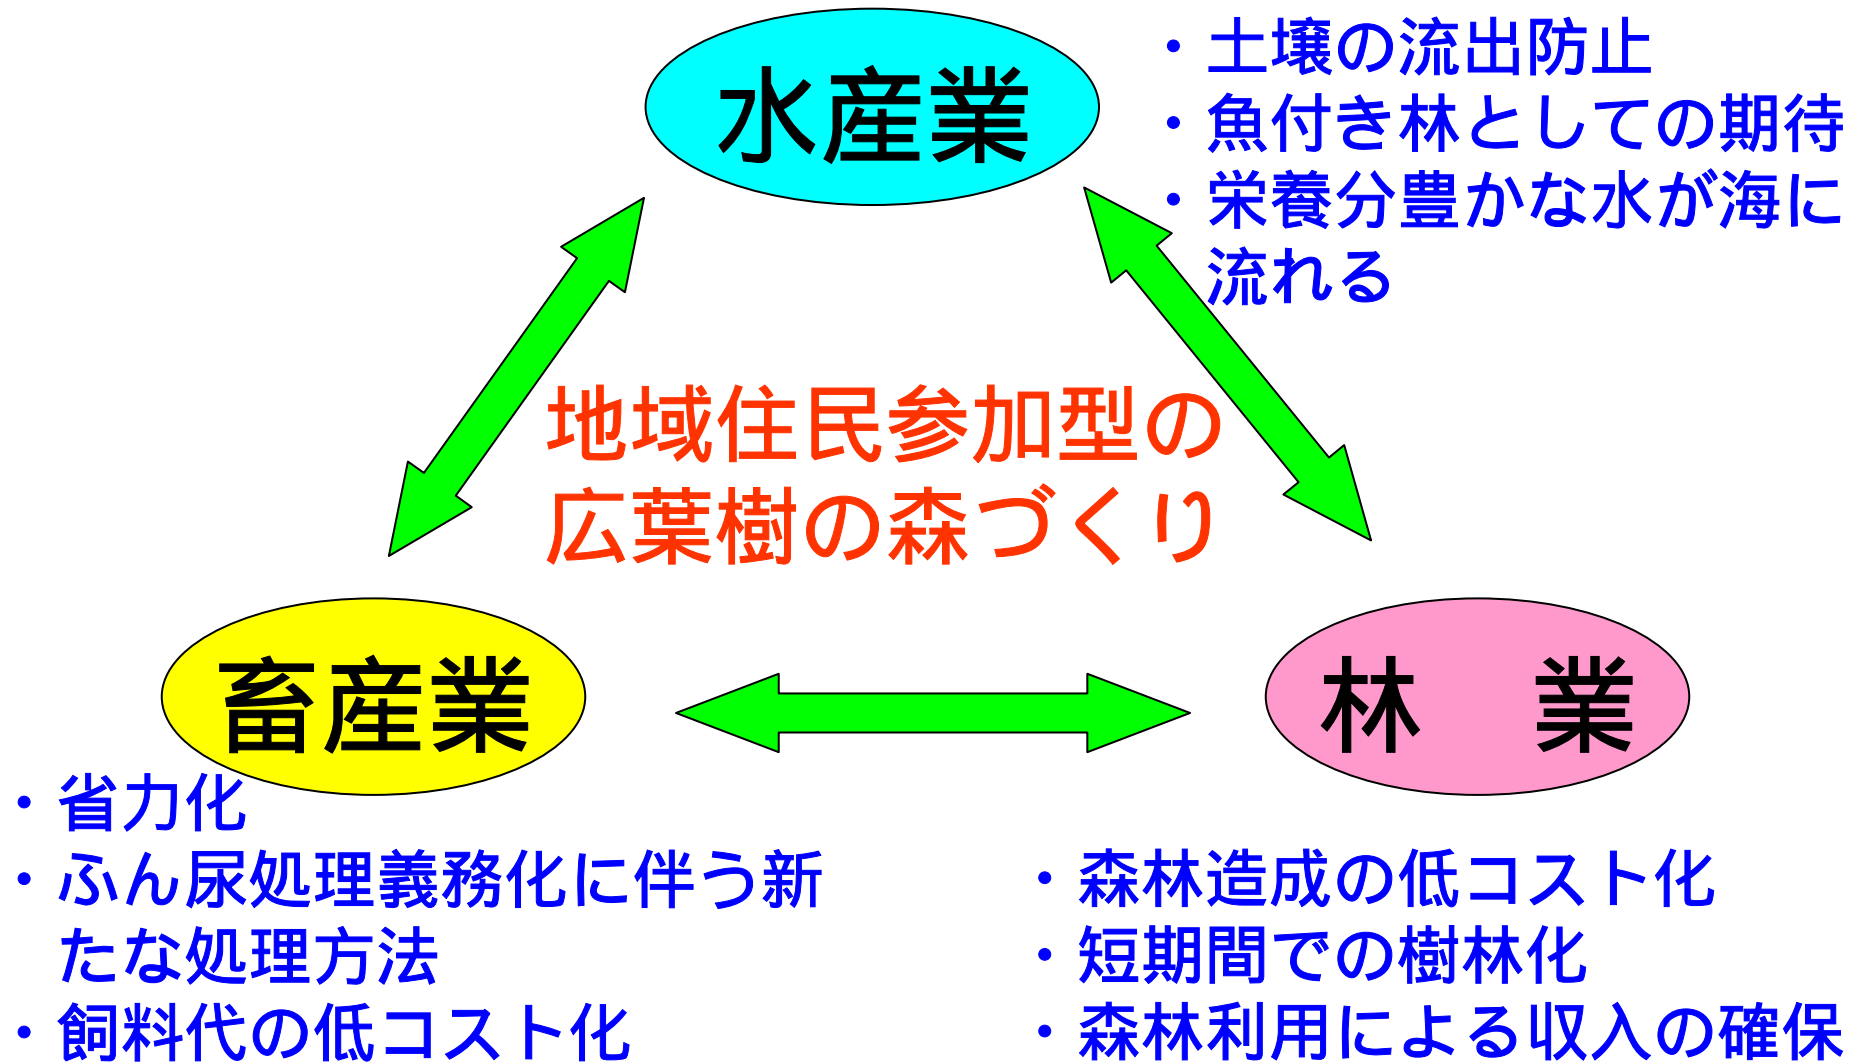 水産業
・土壌の流出防止
・魚付き林としての期待
・栄養分豊かな水が海に
流れる
地域住民参加型の
広葉樹の森づくり
畜産業
林　業
・省力化
・ふん尿処理義務化に伴う新
たな処理方法
・飼料代の低コスト化
・森林造成の低コスト化
・短期間での樹林化
・森林利用による収入の確保